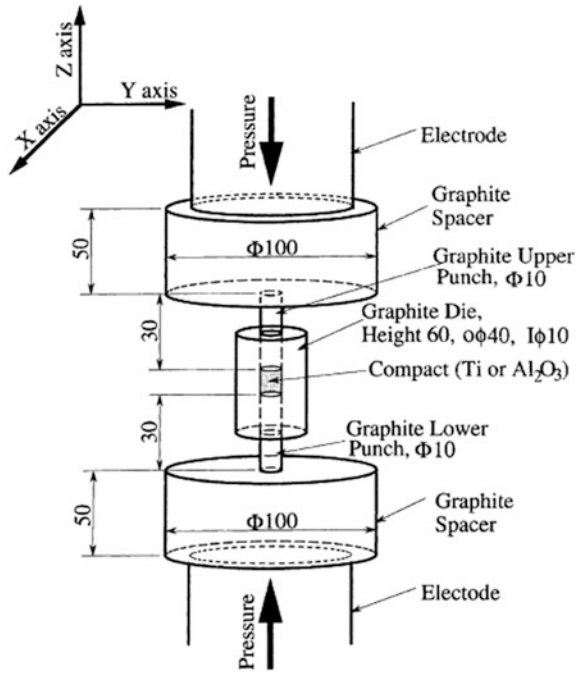 Z axis
Y axis
X axis
Pressure
Electrode
Graphite
Spacer
50
Φ100
Graphite Upper
Punch, Φ10
30
Graphite Die,
Height 60, oφ40, Iφ10
Compact (Ti or Al₂O₃)
30
Graphite Lower
Punch, Φ10
50
Φ100
Graphite
Spacer
Electode
Pressure